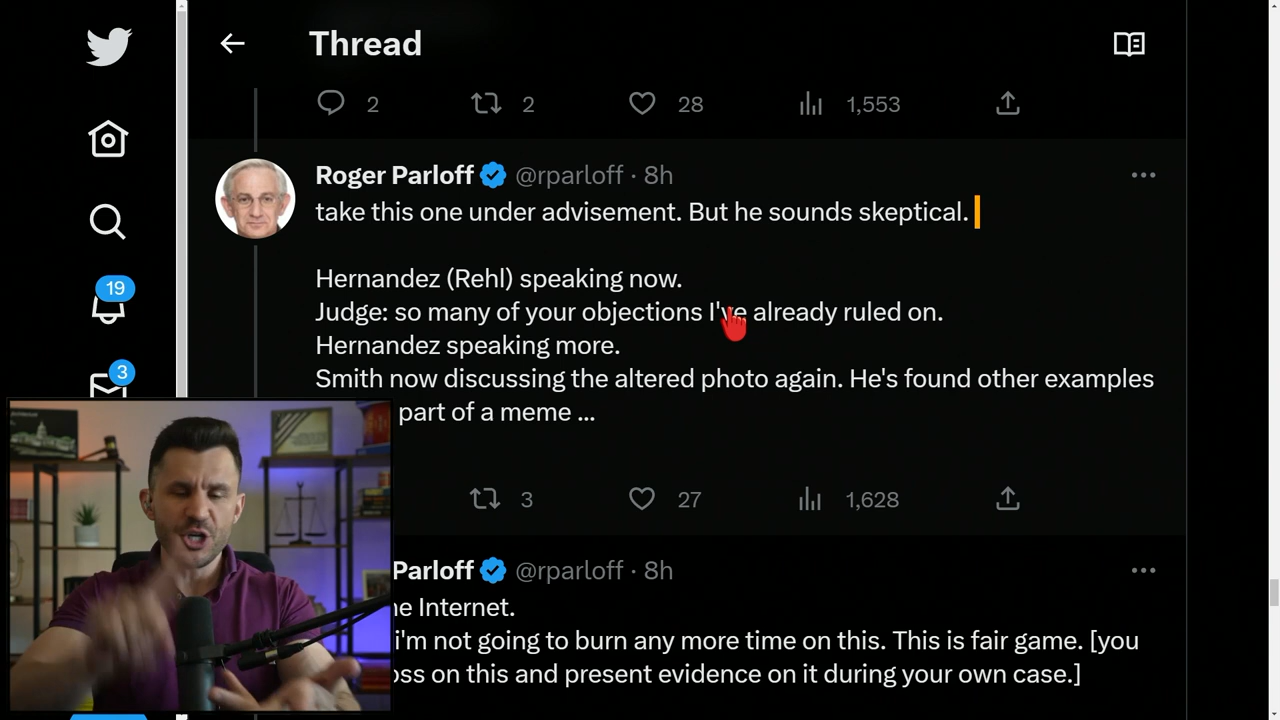 Thread
2 2 28 1,553
Roger Parloff @rparloff · 8h
take this one under advisement. But he sounds skeptical.
Hernandez (Rehl) speaking now.
Judge: so many of your objections I've already ruled on.
Hernandez speaking more.
Smith now discussing the altered photo again. He's found other examples
part of a meme ...
19
3
3 27 1,628
Parloff @rparloff · 8h
ne Internet.
i'm not going to burn any more time on this. This is fair game. [you
oss on this and present evidence on it during your own case.]